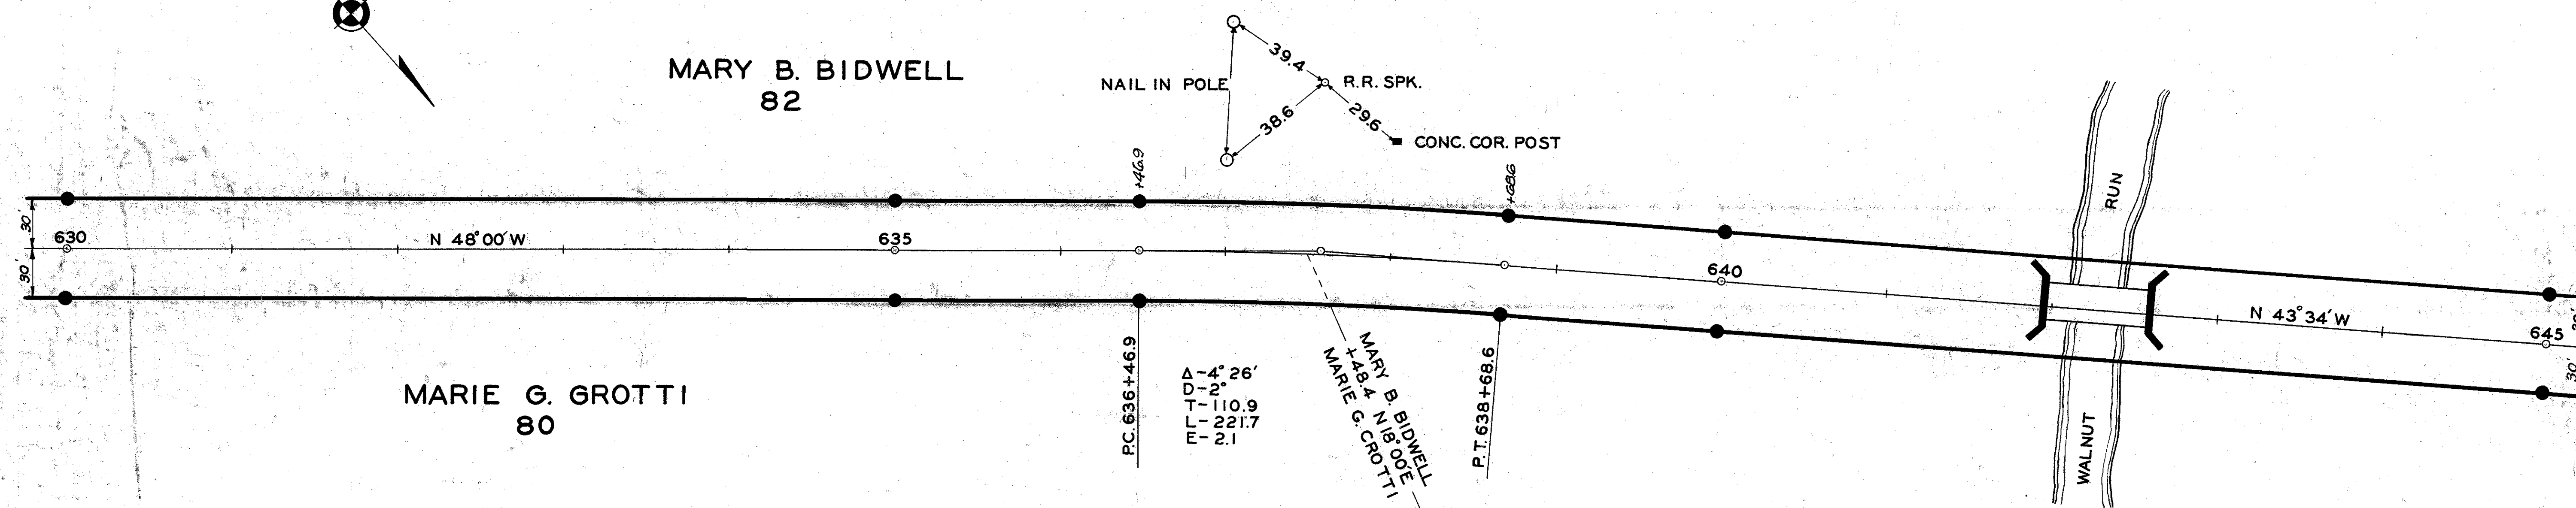 MARY B. BIDWELL
82
NAIL IN POLE
39.4
R.R. SPK.
38.6
29.6
CONC. COR. POST
+46.9
+68.6
30'
30'
630
N 48°00'W
635
640
RUN
N 43°34'W
645
30'
30'
MARIE G. GROTTI
80
P.C. 636+46.9
Δ-4°26'
D-2°
T-110.9
L-221.7
E-2.1
MARY B. BIDWELL
+48.4 N18°00'E
MARIE G. GROTTI
P.T. 638+68.6
WALNUT